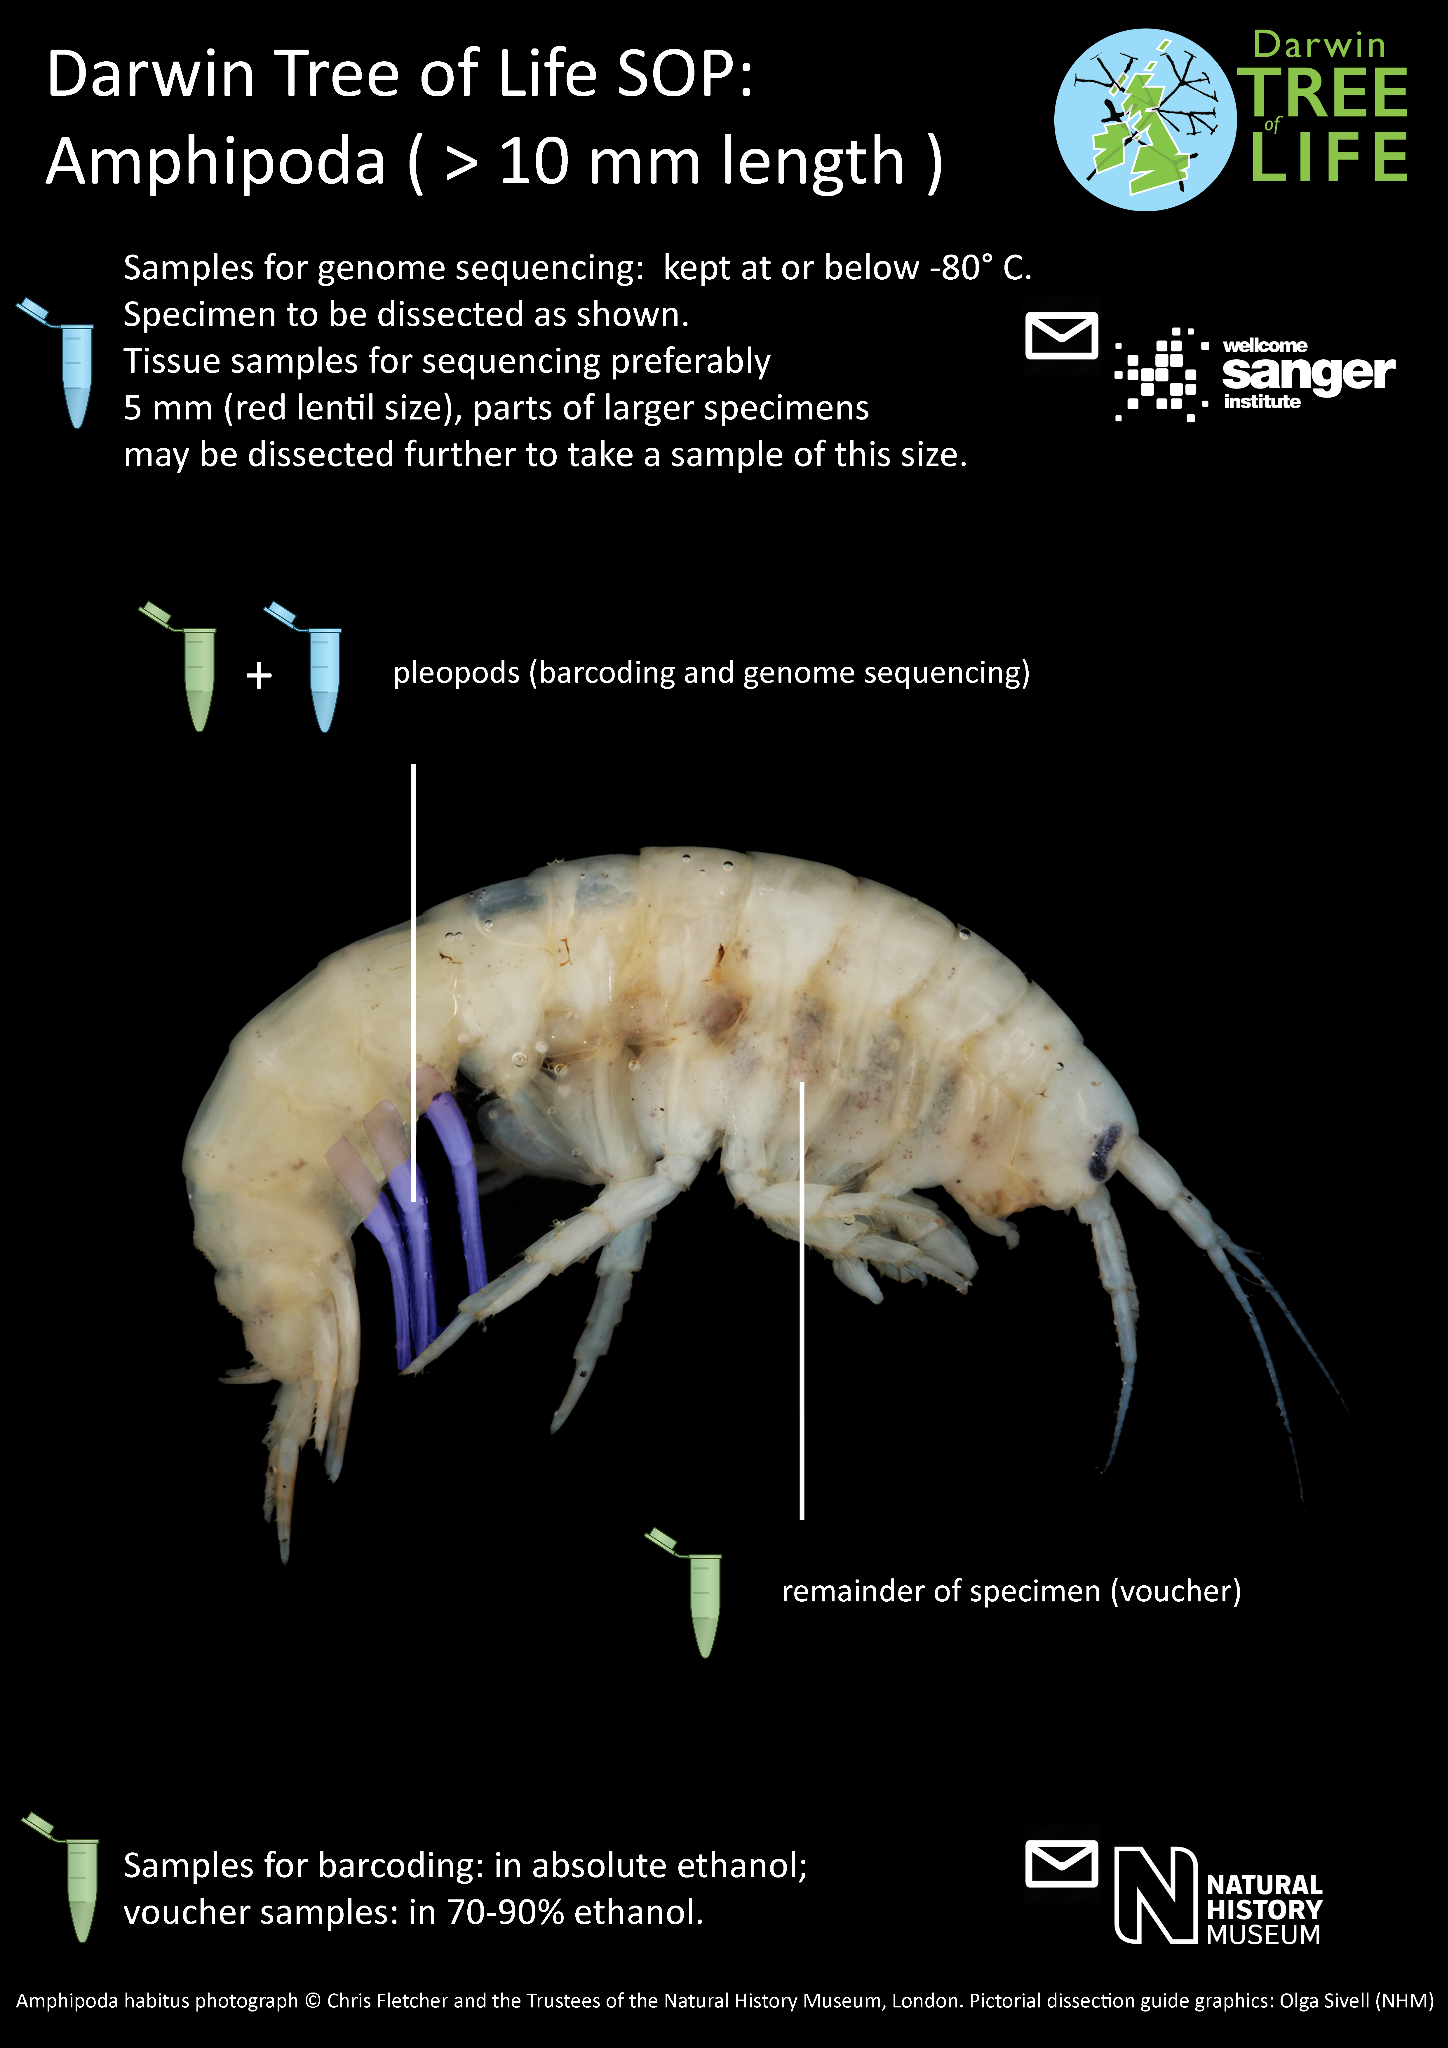 Darwin Tree of Life SOP:
Amphipoda ( > 10 mm length )
Darwin
TREE
of
LIFE
Samples for genome sequencing:  kept at or below -80° C.
Specimen to be dissected as shown.
Tissue samples for sequencing preferably
5 mm (red lentil size), parts of larger specimens
may be dissected further to take a sample of this size.
wellcome
sanger
institute
+
pleopods (barcoding and genome sequencing)
remainder of specimen (voucher)
Samples for barcoding: in absolute ethanol;
voucher samples: in 70-90% ethanol.
N
NATURAL
HISTORY
MUSEUM
Amphipoda habitus photograph © Chris Fletcher and the Trustees of the Natural History Museum, London. Pictorial dissection guide graphics: Olga Sivell (NHM)